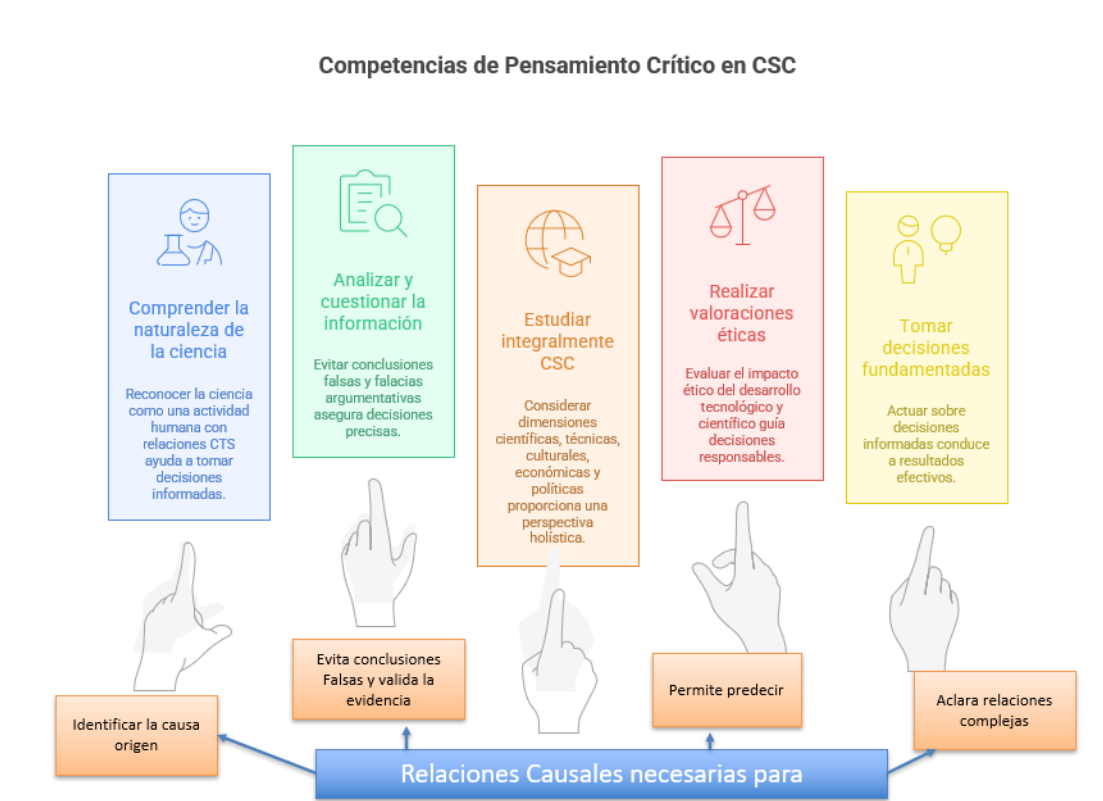 Competencias de Pensamiento Crítico en CSC
Comprender la
naturaleza de
la ciencia
Reconocer la ciencia
como una actividad
humana con
relaciones CTS
ayuda a tomar
decisiones
informadas.
Analizar y
cuestionar la
información
Evitar conclusiones
falsas y falacias
argumentativas
asegura decisiones
precisas.
Estudiar
integralmente
CSC
Considerar
dimensiones
científicas, técnicas,
culturales,
económicas y
políticas
proporciona una
perspectiva
holística.
Realizar
valoraciones
éticas
Evaluar el impacto
ético del desarrollo
tecnológico y
científico guía
decisiones
responsables.
Tomar
decisiones
fundamentadas
Actuar sobre
decisiones
informadas conduce
a resultados
efectivos.
Identificar la causa
origen
Evita conclusiones
Falsas y valida la
evidencia
Permite predecir
Aclara relaciones
complejas
Relaciones Causales necesarias para